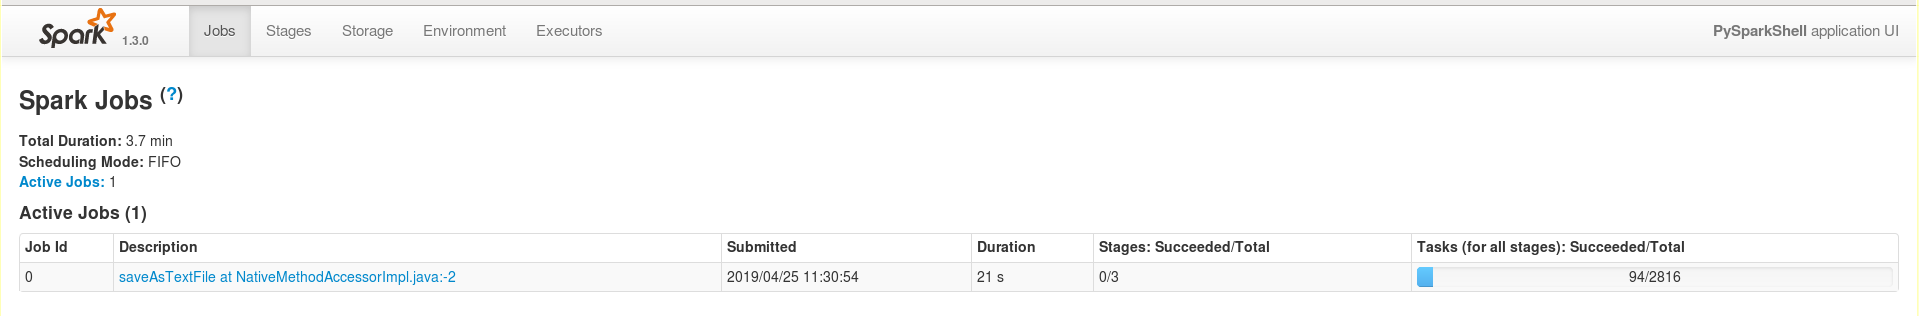 Spark 1.3.0 Jobs Stages Storage Environment Executors PySparkShell application UI
Spark Jobs (?)
Total Duration: 3.7 min
Scheduling Mode: FIFO
Active Jobs: 1
Active Jobs (1)
Job Id Description Submitted Duration Stages: Succeeded/Total Tasks (for all stages): Succeeded/Total
0 saveAsTextFile at NativeMethodAccessorImpl.java:-2 2019/04/25 11:30:54 21 s 0/3 94/2816